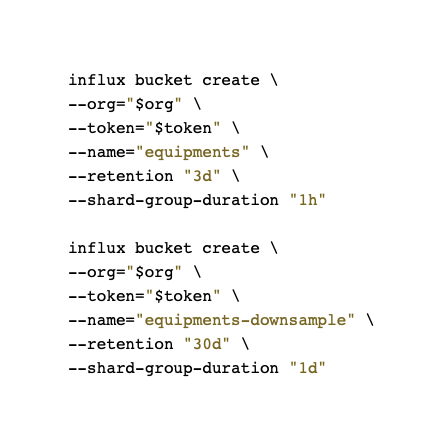 influx bucket create \
--org="$org" \
--token="$token" \
--name="equipments" \
--retention "3d" \
--shard-group-duration "1h"
influx bucket create \
--org="$org" \
--token="$token" \
--name="equipments-downsample" \
--retention "30d" \
--shard-group-duration "1d"